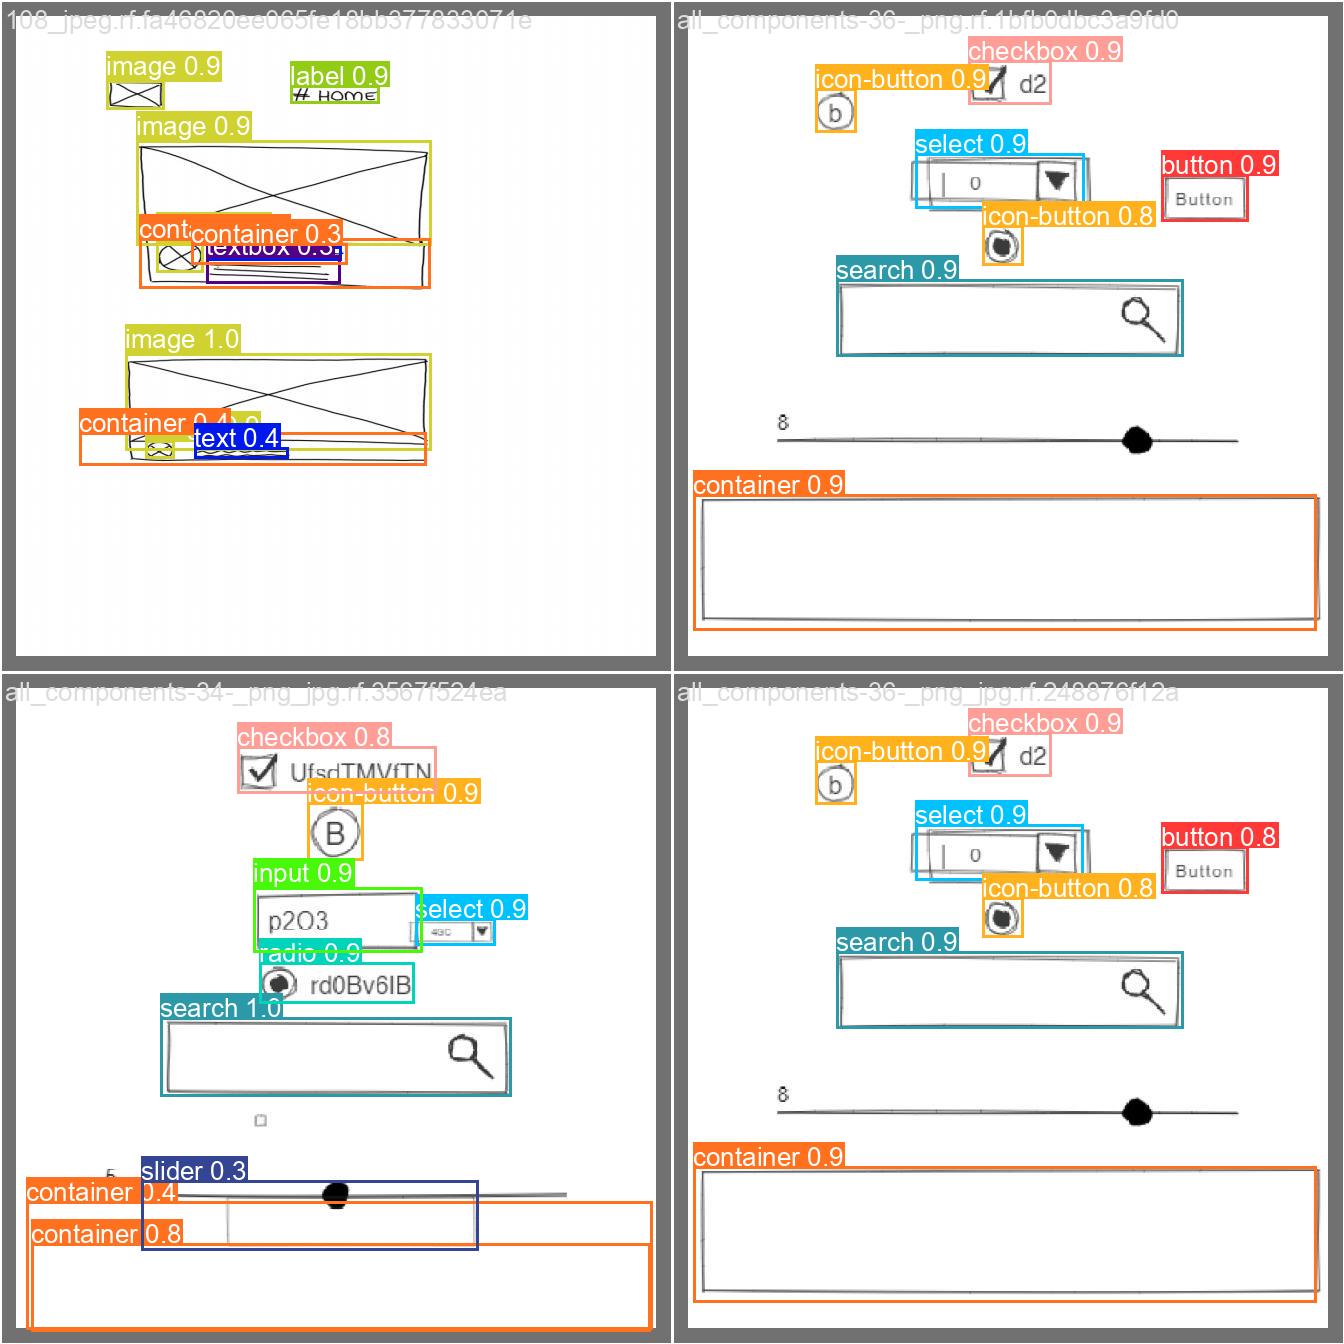 108_jpeg.rf.fa46820ee065fe18bb377833071e
image 0.9
label 0.9
# HOME
image 0.9
container 0.3
textbox 0.3
image 1.0
container 0.4
text 0.4
all_components-36-_png.rf.1bfb0dbc3a9fd0
checkbox 0.9
icon-button 0.9
d2
b
select 0.9
0
button 0.9
Button
icon-button 0.8
search 0.9
8
container 0.9
all_components-34-_png_jpg.rf.3567f524ea
checkbox 0.8
UfsdTMVfTN
icon-button 0.9
B
input 0.9
p2O3
select 0.9
radio 0.9
rd0Bv6IB
search 1.0
slider 0.3
container 0.4
container 0.8
all_components-36-_png_jpg.rf.248876f12a
checkbox 0.9
icon-button 0.9
d2
b
select 0.9
0
button 0.8
Button
icon-button 0.8
search 0.9
8
container 0.9